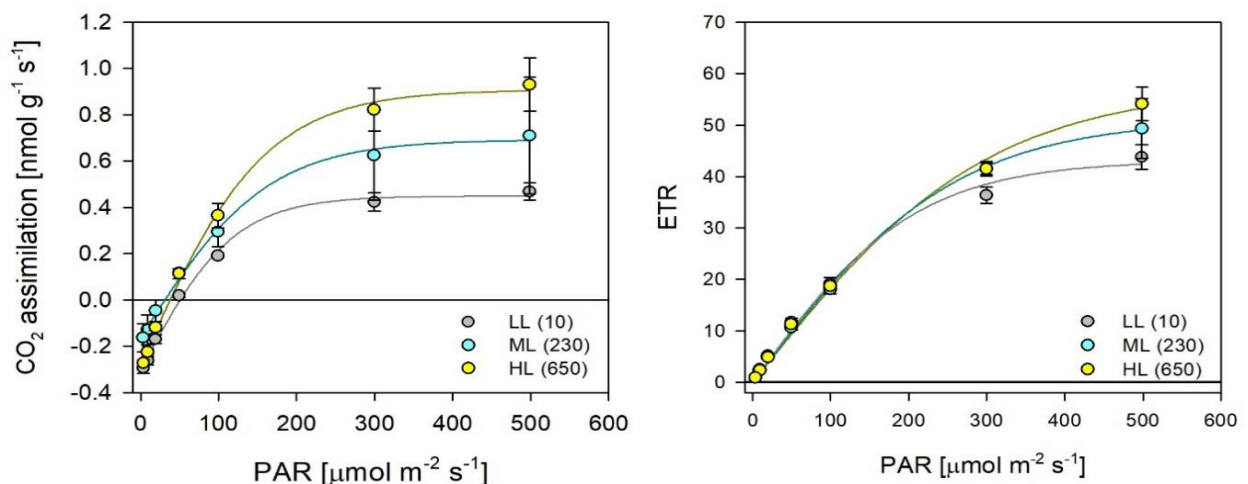 CO₂ assimilation [nmol g⁻¹ s⁻¹]
1.2
1.0
0.8
0.6
0.4
0.2
0.0
-0.2
-0.4
LL (10)
ML (230)
HL (650)
0 100 200 300 400 500 600
PAR [μmol m⁻² s⁻¹]
ETR
70
60
50
40
30
20
10
0
LL (10)
ML (230)
HL (650)
0 100 200 300 400 500 600
PAR [μmol m⁻² s⁻¹]